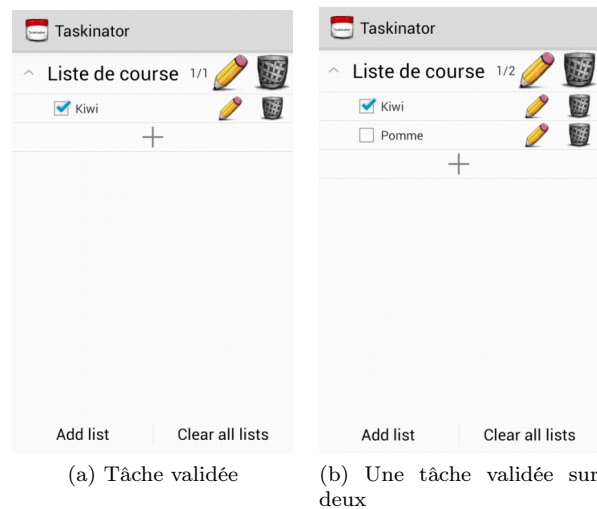 Taskinator
Liste de course 1/1
Kiwi
Add list Clear all lists
(a) Tâche validée
Taskinator
Liste de course 1/2
Kiwi
Pomme
Add list Clear all lists
(b) Une tâche validée sur
deux